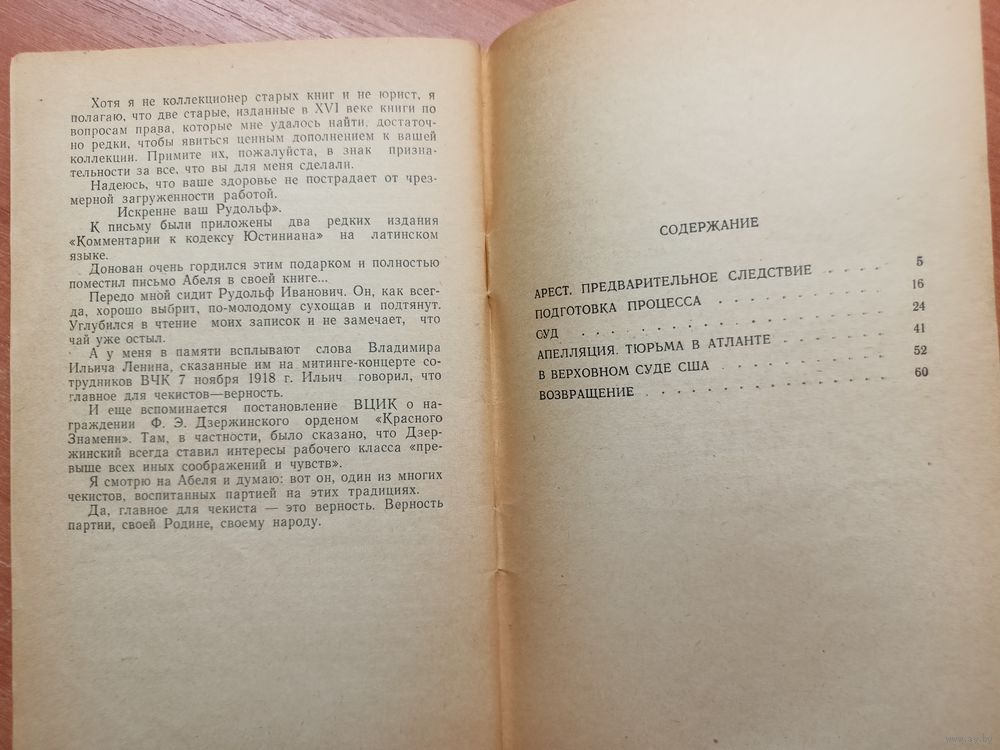 Хотя я не коллекционер старых книг и не юрист, я
полагаю, что две старые, изданные в XVI веке книги по
вопросам права, которые мне удалось найти, достаточ-
но редки, чтобы явиться ценным дополнением к вашей
коллекции. Примите их, пожалуйста, в знак призна-
тельности за все, что вы для меня сделали.
Надеюсь, что ваше здоровье не пострадает от чрез-
мерной загруженности работой.
Искренне ваш Рудольф».
К письму были приложены два редких издания
«Комментарии к кодексу Юстиниана» на латинском
языке.
Донован очень гордился этим подарком и полностью
поместил письмо Абеля в своей книге...
Передо мной сидит Рудольф Иванович. Он, как всег-
да, хорошо выбрит, по-молодому сухощав и подтянут.
Углубился в чтение моих записок и не замечает, что
чай уже остыл.
А у меня в памяти всплывают слова Владимира
Ильича Ленина, сказанные им на митинге-концерте со-
трудников ВЧК 7 ноября 1918 г. Ильич говорил, что
главное для чекистов—верность.
И еще вспоминается постановление ВЦИК о на-
граждении Ф. Э. Дзержинского орденом «Красного
Знамени». Там, в частности, было сказано, что Дзер-
жинский всегда ставил интересы рабочего класса «пре-
выше всех иных соображений и чувств».
Я смотрю на Абеля и думаю: вот он, один из многих
чекистов, воспитанных партией на этих традициях.
Да, главное для чекиста — это верность. Верность
партии, своей Родине, своему народу.
СОДЕРЖАНИЕ
АРЕСТ. ПРЕДВАРИТЕЛЬНОЕ СЛЕДСТВИЕ . . . . 5
ПОДГОТОВКА ПРОЦЕССА . . . . . . . . . 16
СУД . . . . . . . . . . . . . . . 24
АПЕЛЛЯЦИЯ. ТЮРЬМА В АТЛАНТЕ . . . . . . 41
В ВЕРХОВНОМ СУДЕ США . . . . . . . . . 52
ВОЗВРАЩЕНИЕ . . . . . . . . . . . . 60
www.ay.by